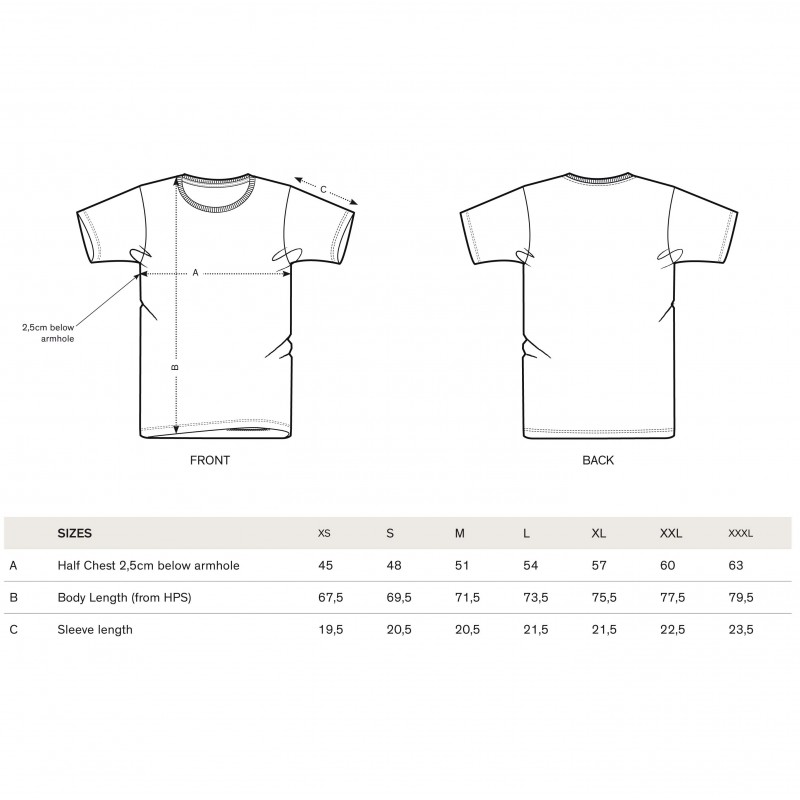 C
A
2,5cm below
armhole
B
FRONT
BACK
SIZES XS S M L XL XXL XXXL
A Half Chest 2,5cm below armhole 45 48 51 54 57 60 63
B Body Length (from HPS) 67,5 69,5 71,5 73,5 75,5 77,5 79,5
C Sleeve length 19,5 20,5 20,5 21,5 21,5 22,5 23,5